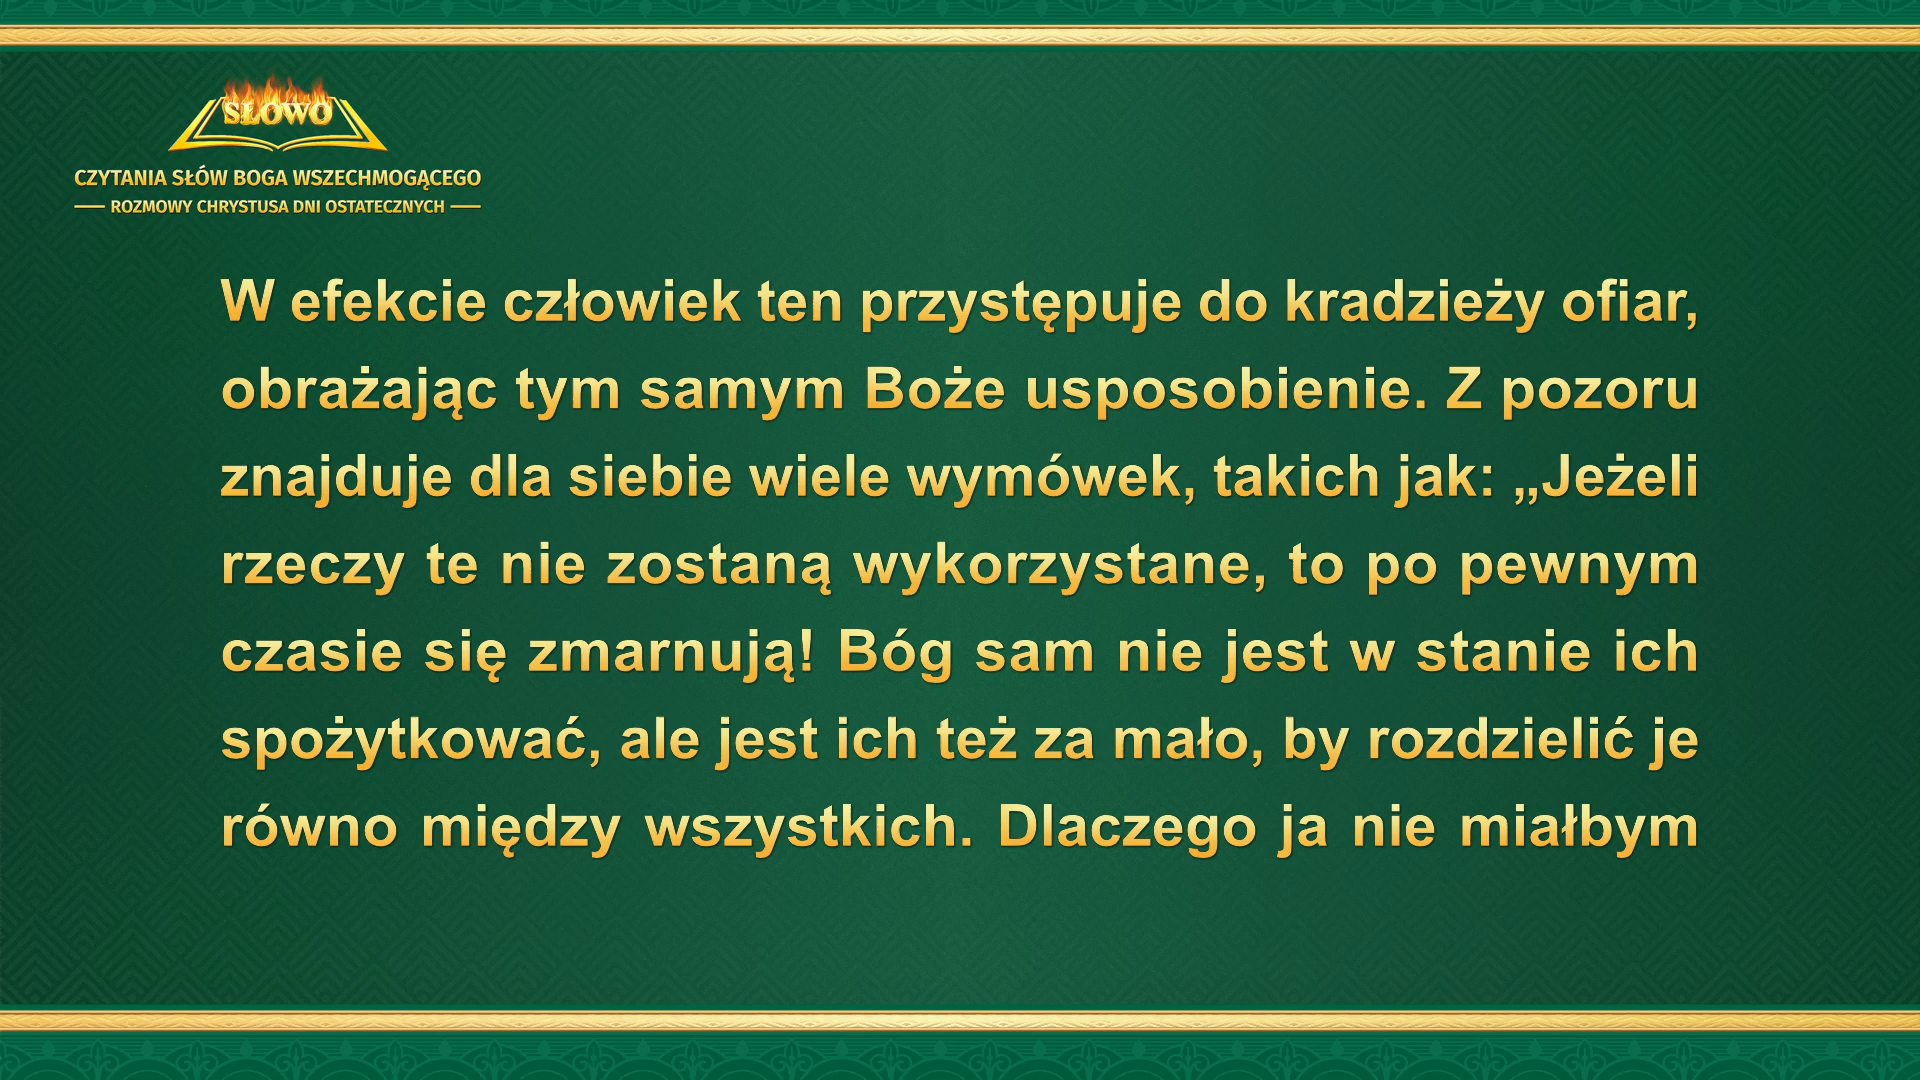 SŁOWO
CZYTANIA SŁÓW BOGA WSZECHMOGĄCEGO
ROZMOWY CHRYSTUSA DNI OSTATECZNYCH
W efekcie człowiek ten przystępuje do kradzieży ofiar,
obrażając tym samym Boże usposobienie. Z pozoru
znajduje dla siebie wiele wymówek, takich jak: „Jeżeli
rzeczy te nie zostaną wykorzystane, to po pewnym
czasie się zmarnują! Bóg sam nie jest w stanie ich
spożytkować, ale jest ich też za mało, by rozdzielić je
równo między wszystkich. Dlaczego ja nie miałbym